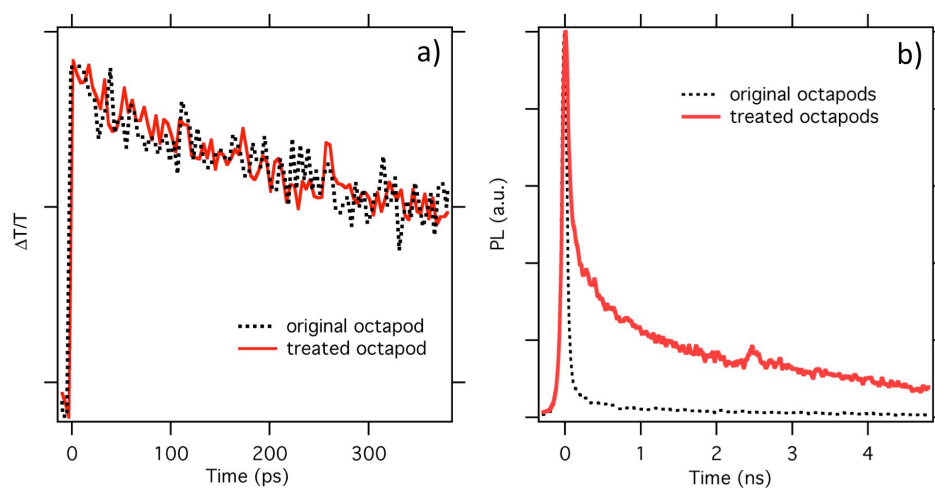 a)
ΔT/T
original octapod
treated octapod
0
100
200
300
Time (ps)
b)
PL (a.u.)
original octapods
treated octapods
0
1
2
3
4
Time (ns)